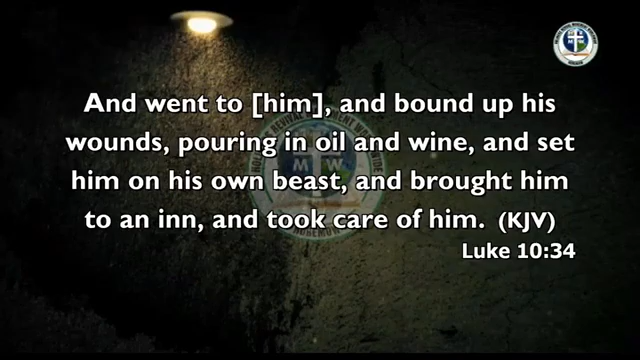 And went to [him], and bound up his
wounds, pouring in oil and wine, and set
him on his own beast, and brought him
to an inn, and took care of him. (KJV)
Luke 10:34
M W